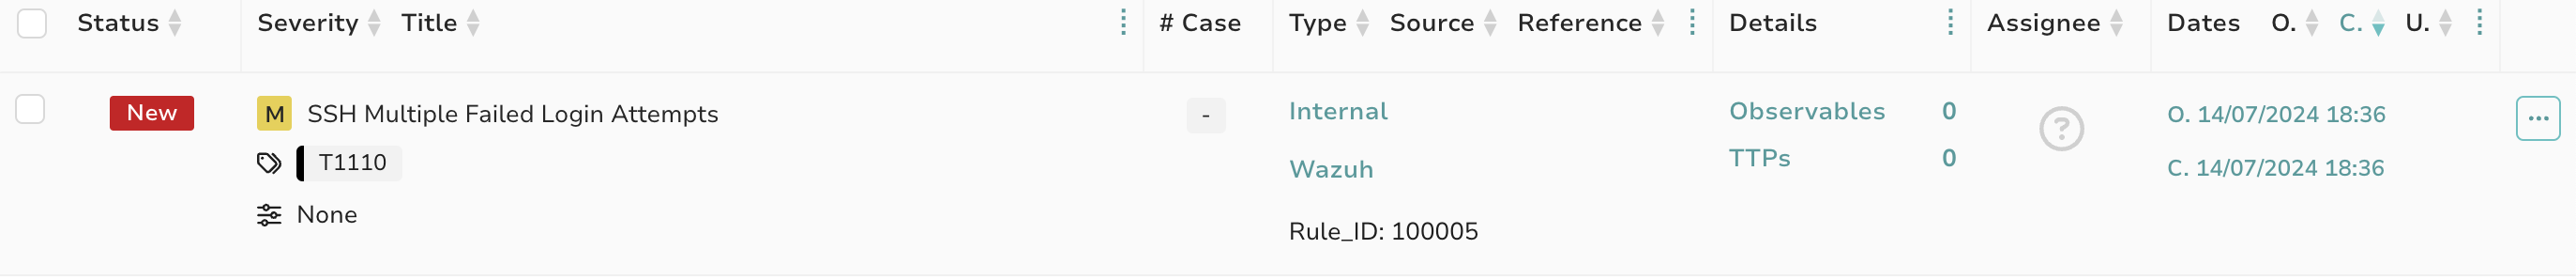 Status Severity Title # Case Type Source Reference Details Assignee Dates O. C. U.
New M SSH Multiple Failed Login Attempts - Internal Observables 0 ? O. 14/07/2024 18:36
T1110 Wazuh TTPs 0 C. 14/07/2024 18:36
None Rule_ID: 100005